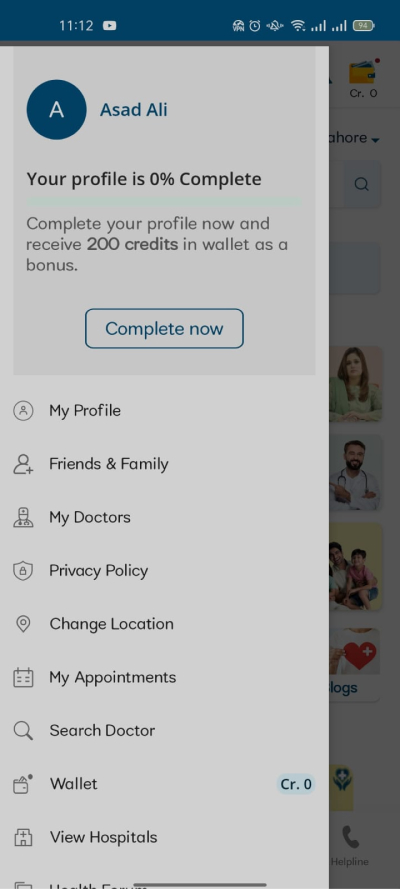 11:12
94
A
Asad Ali
Cr. 0
ahore
Your profile is 0% Complete
Complete your profile now and
receive 200 credits in wallet as a
bonus.
Complete now
My Profile
Friends & Family
My Doctors
Privacy Policy
Change Location
My Appointments
logs
Search Doctor
Wallet
Cr. 0
View Hospitals
Helpline
Health Forum